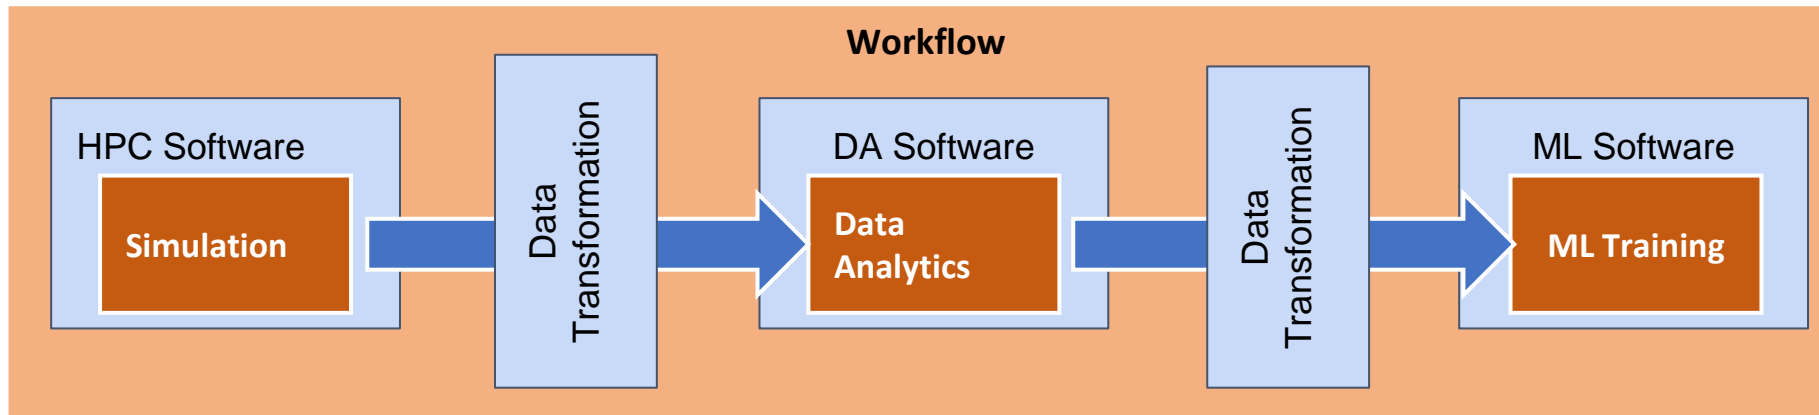 Workflow
HPC Software
Simulation
Data
Transformation
DA Software
Data
Analytics
Data
Transformation
ML Software
ML Training